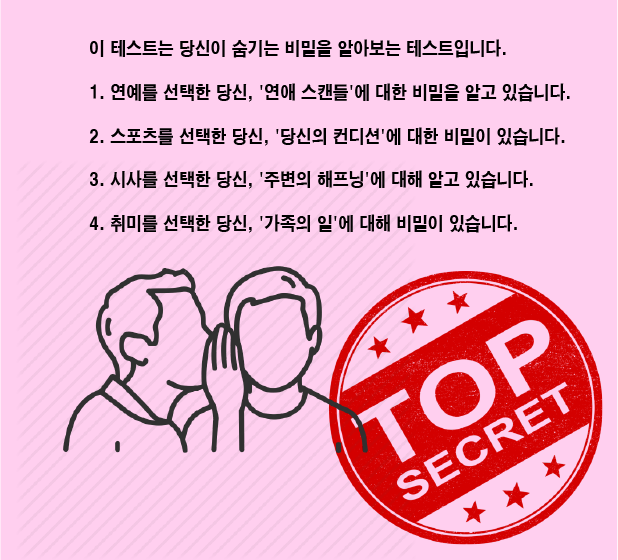 이 테스트는 당신이 숨기는 비밀을 알아보는 테스트입니다.
1. 연예를 선택한 당신, '연애 스캔들'에 대한 비밀을 알고 있습니다.
2. 스포츠를 선택한 당신, '당신의 컨디션'에 대한 비밀이 있습니다.
3. 시사를 선택한 당신, '주변의 해프닝'에 대해 알고 있습니다.
4. 취미를 선택한 당신, '가족의 일'에 대해 비밀이 있습니다.
TOP
SECRET